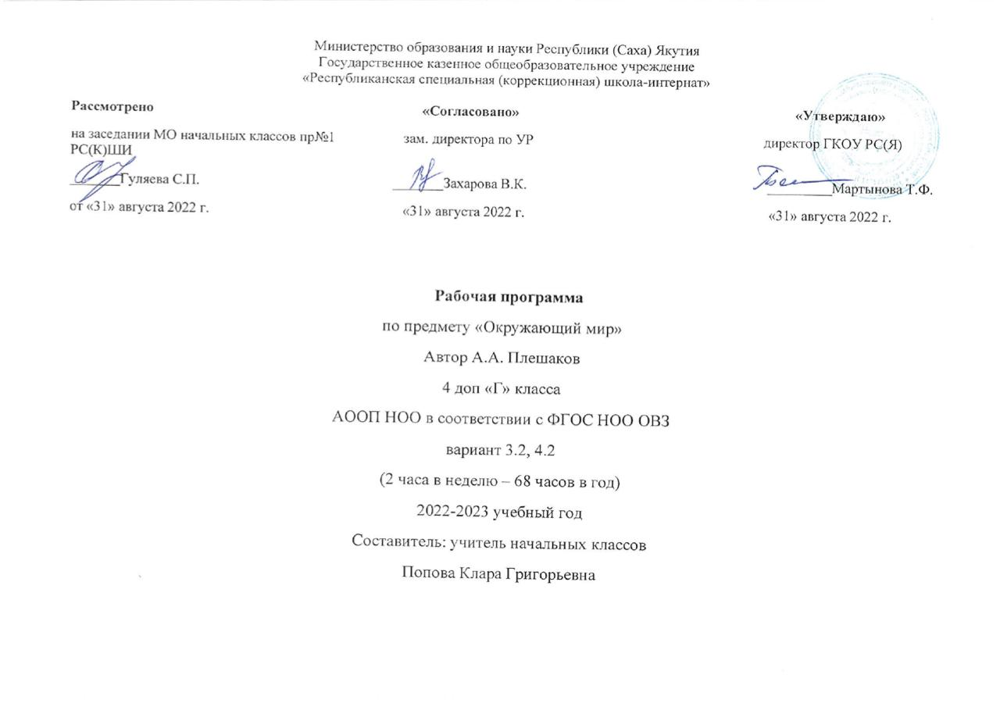 Министерство образования и науки Республики (Саха) Якутия
Государственное казенное общеобразовательное учреждение
«Республиканская специальная (коррекционная) школа-интернат»
Рассмотрено
на заседании МО начальных классов пр№1
РС(К)ШИ
Гуляева С.П.
от «31» августа 2022 г.
«Согласовано»
зам. директора по УР
Захарова В.К.
«31» августа 2022 г.
«Утверждаю»
директор ГКОУ РС(Я)
Мартынова Т.Ф.
«31» августа 2022 г.
Рабочая программа
по предмету «Окружающий мир»
Автор А.А. Плешаков
4 доп «Г» класса
АООП НОО в соответствии с ФГОС НОО ОВЗ
вариант 3.2, 4.2
(2 часа в неделю – 68 часов в год)
2022-2023 учебный год
Составитель: учитель начальных классов
Попова Клара Григорьевна